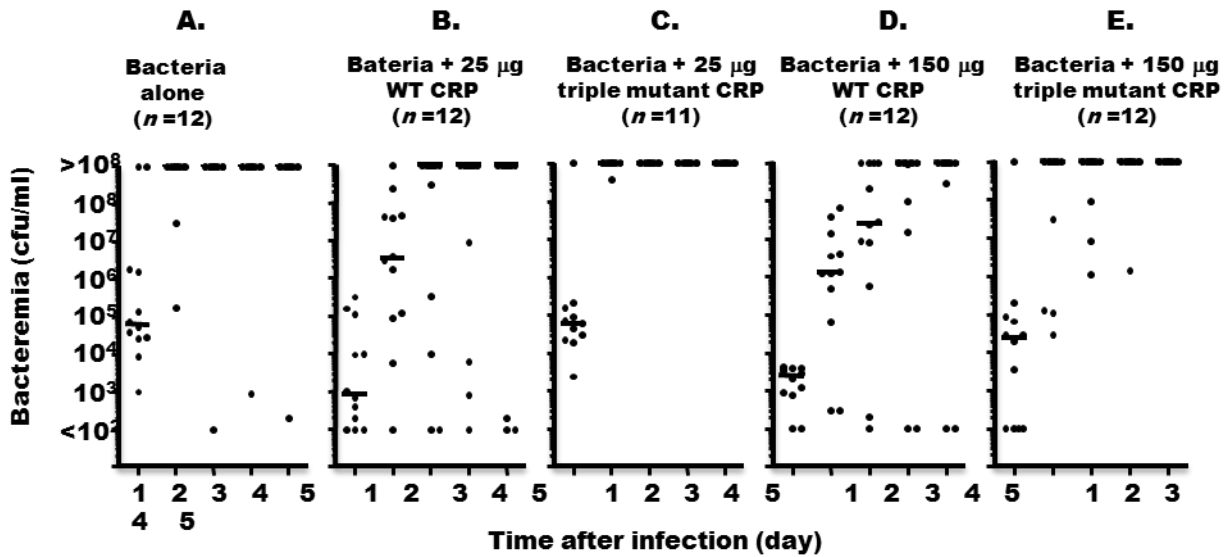 A. B. C. D. E.
Bacteria
alone
(n =12)
Bateria + 25 μg
WT CRP
(n =12)
Bacteria + 25 μg
triple mutant CRP
(n =11)
Bacteria + 150 μg
WT CRP
(n =12)
Bacteria + 150 μg
triple mutant CRP
(n =12)
Bacteremia (cfu/ml)
>10⁸
10⁸
10⁷
10⁶
10⁵
10⁴
10³
<10²
1 2 3 4 5 1 2 3 4 5 1 2 3 4 5 1 2 3 4 5 1 2 3
4 5
Time after infection (day)